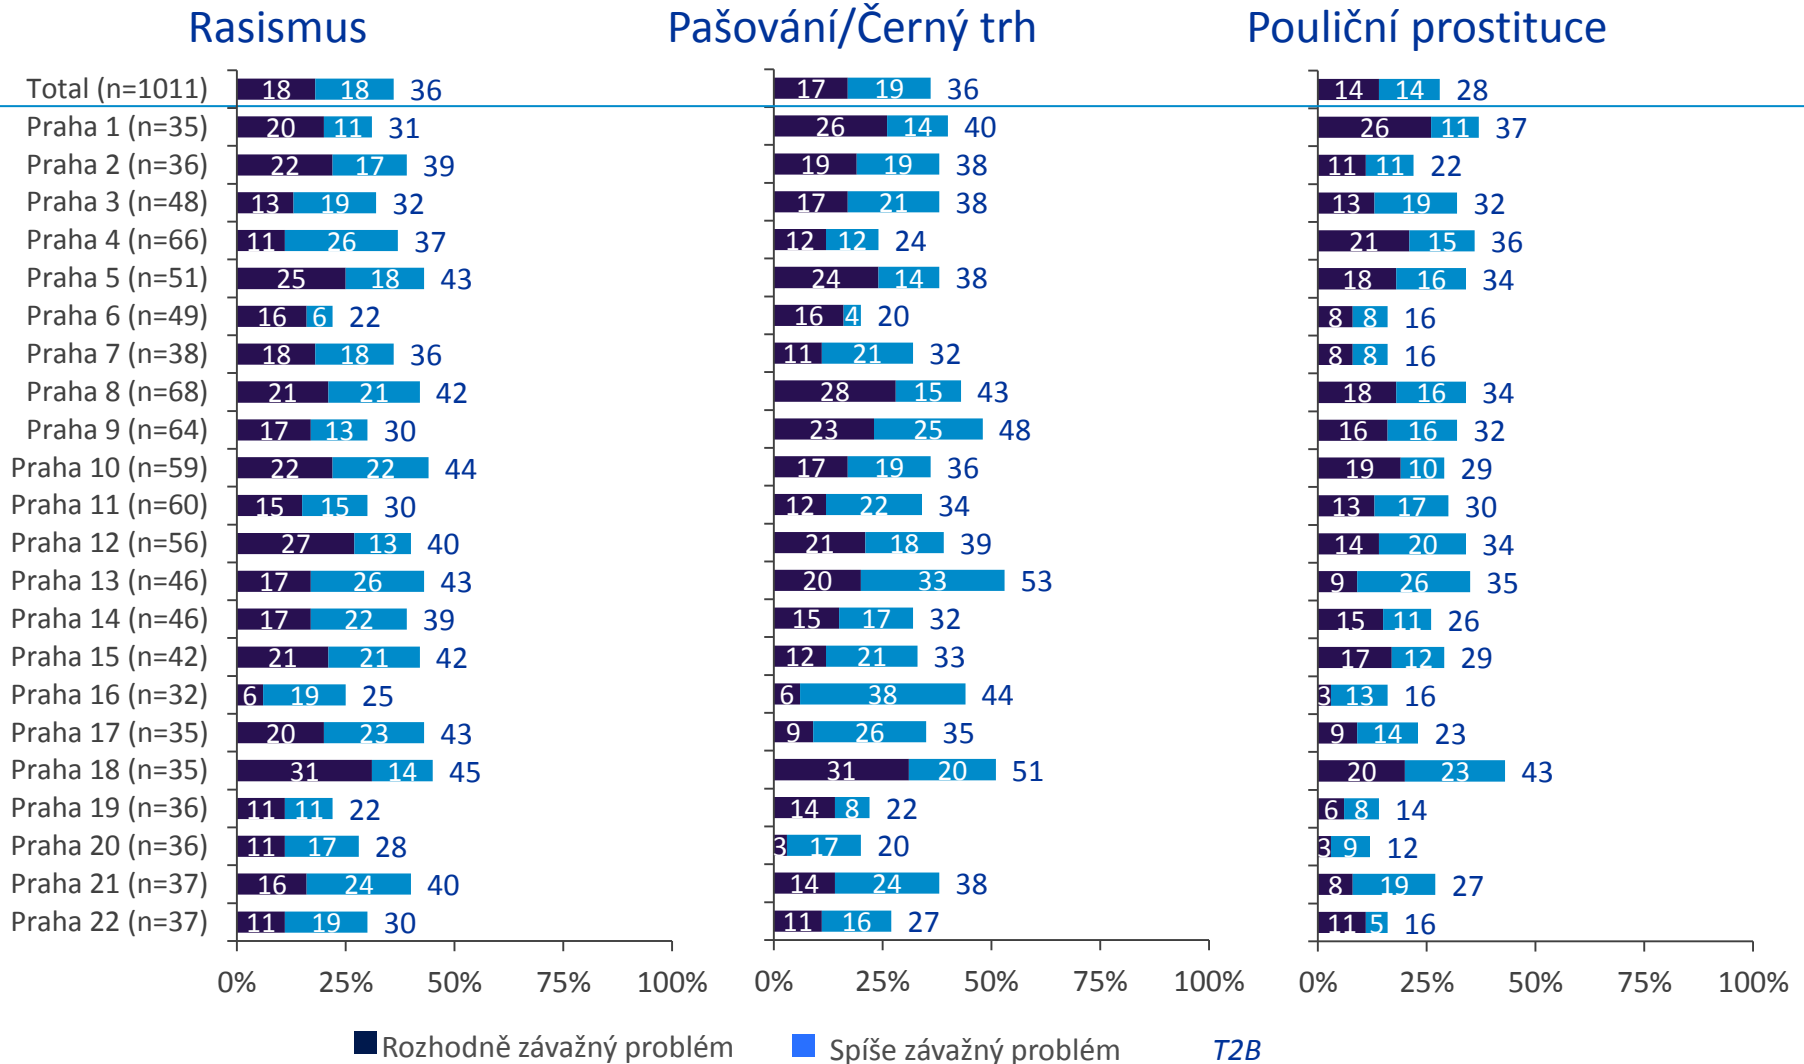 Rasismus Pašování/Černý trh Pouliční prostituce
Total (n=1011) 18 18 36 17 19 36 14 14 28
Praha 1 (n=35) 20 11 31 26 14 40 26 11 37
Praha 2 (n=36) 22 17 39 19 19 38 11 11 22
Praha 3 (n=48) 13 19 32 17 21 38 13 19 32
Praha 4 (n=66) 11 26 37 12 12 24 21 15 36
Praha 5 (n=51) 25 18 43 24 14 38 18 16 34
Praha 6 (n=49) 16 6 22 16 4 20 8 8 16
Praha 7 (n=38) 18 18 36 11 21 32 8 8 16
Praha 8 (n=68) 21 21 42 28 15 43 18 16 34
Praha 9 (n=64) 17 13 30 23 25 48 16 16 32
Praha 10 (n=59) 22 22 44 17 19 36 19 10 29
Praha 11 (n=60) 15 15 30 12 22 34 13 17 30
Praha 12 (n=56) 27 13 40 21 18 39 14 20 34
Praha 13 (n=46) 17 26 43 20 33 53 9 26 35
Praha 14 (n=46) 17 22 39 15 17 32 15 11 26
Praha 15 (n=42) 21 21 42 12 21 33 17 12 29
Praha 16 (n=32) 6 19 25 6 38 44 3 13 16
Praha 17 (n=35) 20 23 43 9 26 35 9 14 23
Praha 18 (n=35) 31 14 45 31 20 51 20 23 43
Praha 19 (n=36) 11 11 22 14 8 22 6 8 14
Praha 20 (n=36) 11 17 28 3 17 20 3 9 12
Praha 21 (n=37) 16 24 40 14 24 38 8 19 27
Praha 22 (n=37) 11 19 30 11 16 27 11 5 16
0% 25% 50% 75% 100% 0% 25% 50% 75% 100% 0% 25% 50% 75% 100%
Rozhodně závažný problém Spíše závažný problém T2B